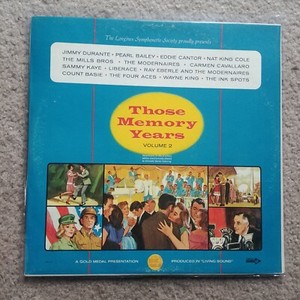 The Longines Symphonette Society proudly presents
JIMMY DURANTE • PEARL BAILEY • EDDIE CANTOR • NAT KING COLE
THE MILLS BROS. • THE MODERNAIRES • CARMEN CAVALLARO
SAMMY KAYE • LIBERACE • RAY EBERLE AND THE MODERNAIRES
COUNT BASIE • THE FOUR ACES • WAYNE KING • THE INK SPOTS
Those
Memory
Years
VOLUME 2
A GOLD MEDAL PRESENTATION
PRODUCED IN "LIVING SOUND"